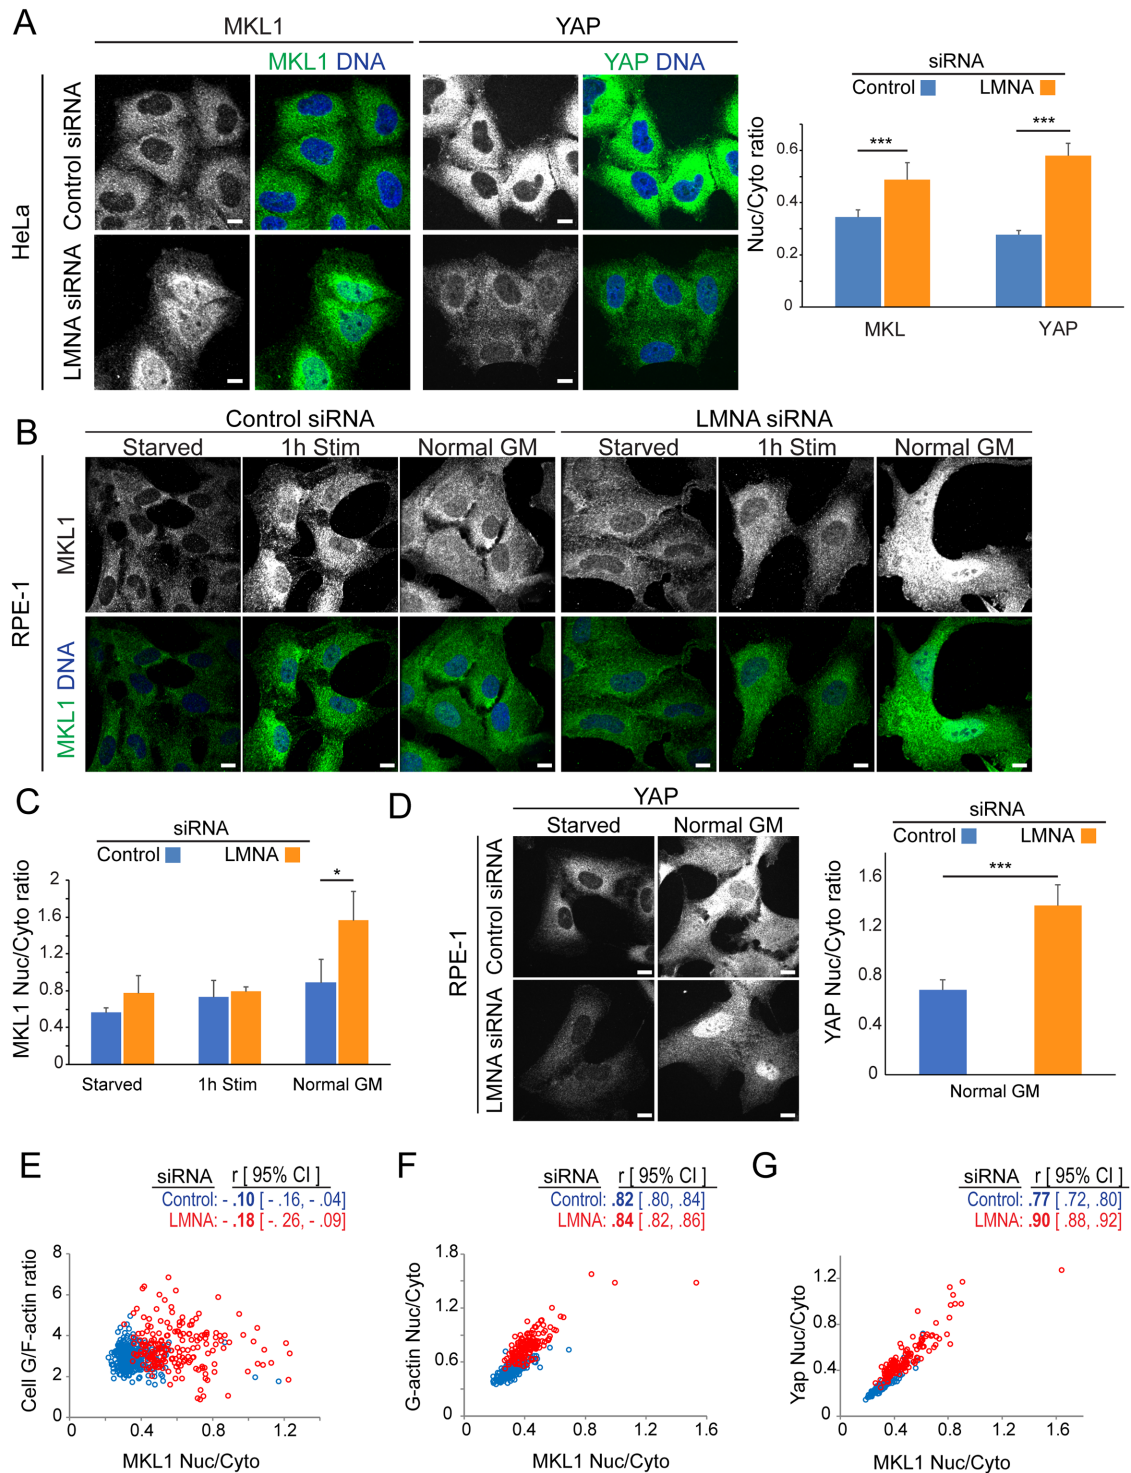 A
MKL1
YAP
MKL1 DNA
YAP DNA
HeLa
Control siRNA
LMNA siRNA
siRNA
Control
LMNA
Nuc/Cyto ratio
0.6
0.4
0.2
0
***
***
MKL
YAP
B
Control siRNA
LMNA siRNA
Starved
1h Stim
Normal GM
Starved
1h Stim
Normal GM
RPE-1
MKL1
MKL1 DNA
C
siRNA
Control
LMNA
MKL1 Nuc/Cyto ratio
2
1.6
1.2
0.8
0.4
0
*
Starved
1h Stim
Normal GM
D
YAP
Starved
Normal GM
RPE-1
Control siRNA
LMNA siRNA
siRNA
Control
LMNA
YAP Nuc/Cyto ratio
1.6
1.2
0.8
0.4
0
***
Normal GM
E
siRNA r [ 95% CI ]
Control: - .10 [ - .16, - .04]
LMNA: - .18 [ -.26, - .09]
Cell G/F-actin ratio
8
6
4
2
0
0
0.4
0.8
1.2
MKL1 Nuc/Cyto
F
siRNA r [ 95% CI ]
Control: .82 [ .80, .84]
LMNA: .84 [ .82, .86]
G-actin Nuc/Cyto
1.8
1.2
0.6
0
0
0.4
0.8
1.2
1.6
MKL1 Nuc/Cyto
G
siRNA r [ 95% CI ]
Control: .77 [ .72, .80]
LMNA: .90 [ .88, .92]
Yap Nuc/Cyto
1.2
0.8
0.4
0
0
0.4
0.8
1.2
1.6
MKL1 Nuc/Cyto